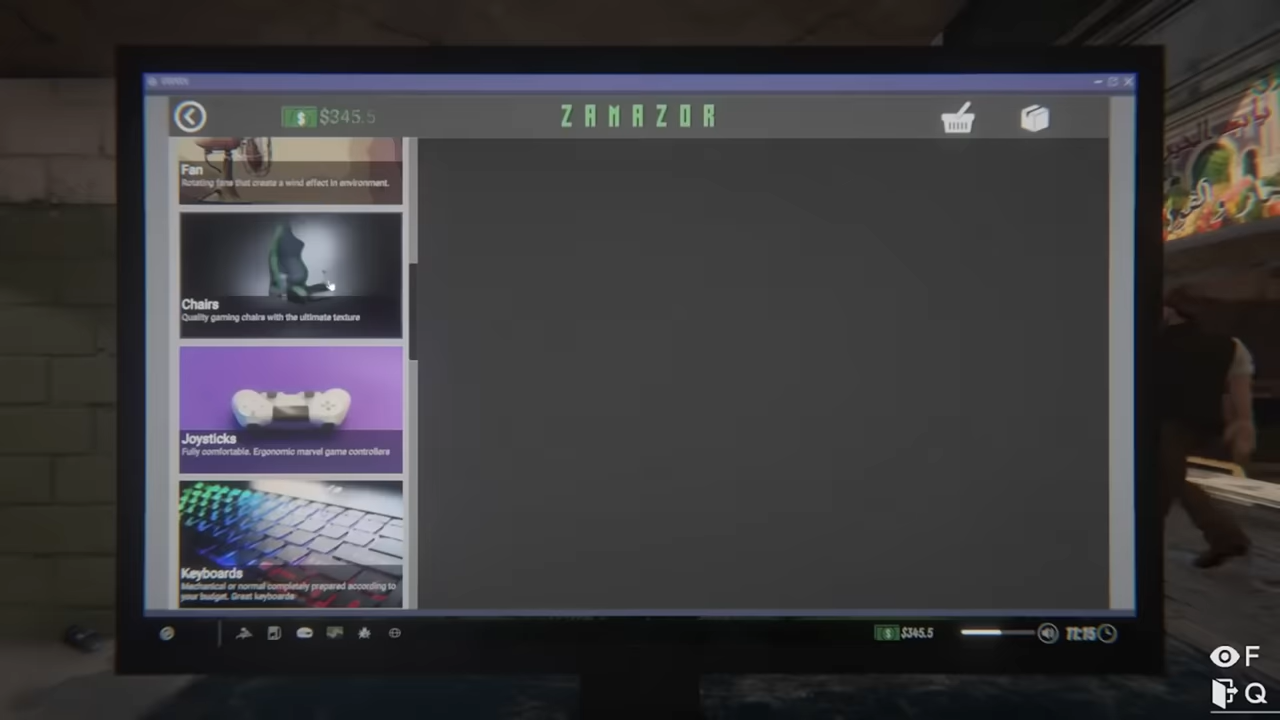 $345.5
ZAMAZOR
Fan
Rotating fans that create a wind effect in environment.
Chairs
Quality gaming chairs with the ultimate texture
Joysticks
Fully comfortable. Ergonomic marvel game controllers
Keyboards
Mechanical or normal completely prepared according to
your budget. Great keyboards
$345.5
11:15
F
Q